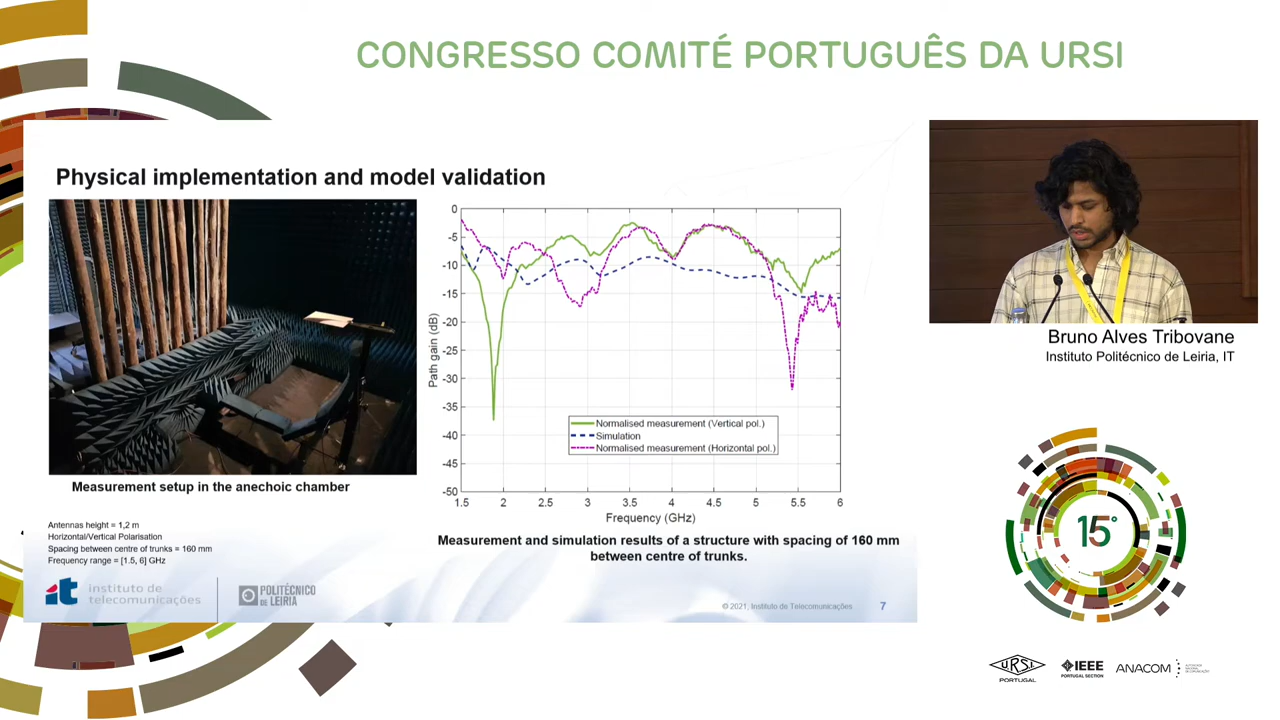 CONGRESSO COMITÉ PORTUGUÊS DA URSI
Physical implementation and model validation
Measurement setup in the anechoic chamber
Antennas height = 1,2 m
Horizontal/Vertical Polarisation
Spacing between centre of trunks = 160 mm
Frequency range = [1.5, 6] GHz
Path gain (dB)
0
-5
-10
-15
-20
-25
-30
-35
-40
-45
-50
Normalised measurement (Vertical pol.)
Simulation
Normalised measurement (Horizontal pol.)
1.5 2 2.5 3 3.5 4 4.5 5 5.5 6
Frequency (GHz)
Measurement and simulation results of a structure with spacing of 160 mm
between centre of trunks.
it instituto de
telecomunicações
POLITÉCNICO
DE LEIRIA
© 2021, Instituto de Telecomunicações
7
Bruno Alves Tribovane
Instituto Politécnico de Leiria, IT
15°
URSI
PORTUGAL
IEEE
PORTUGAL SECTION
ANACOM